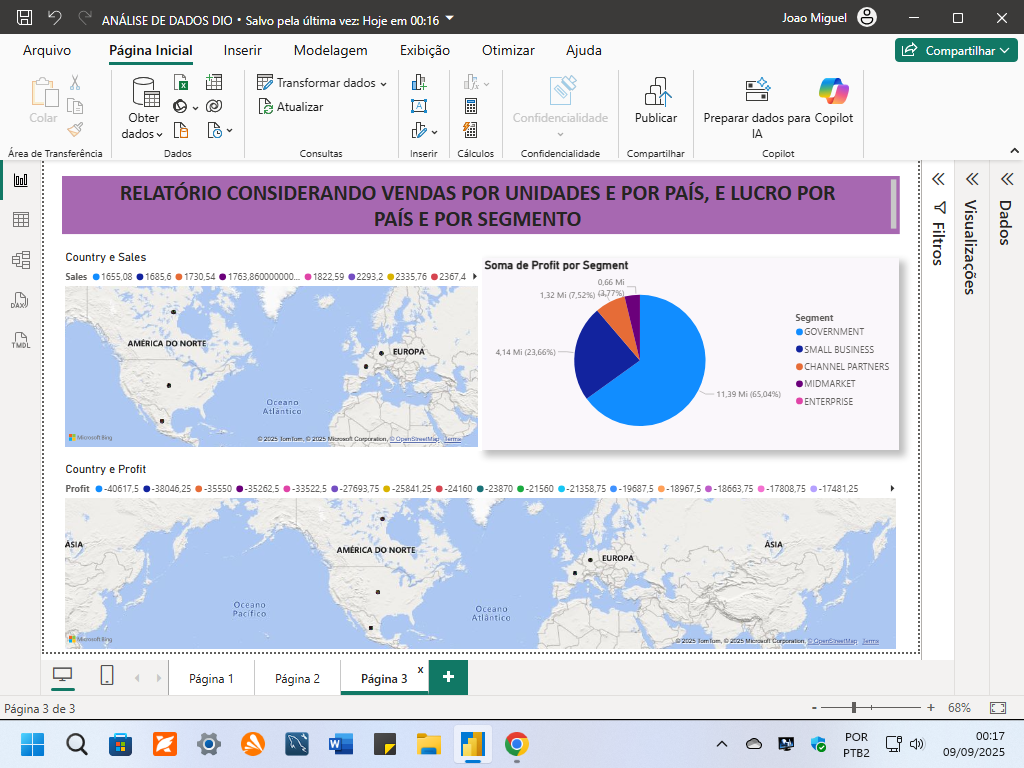 ANÁLISE DE DADOS DIO • Salvo pela última vez: Hoje em 00:16
Joao Miguel
Arquivo
Página Inicial
Inserir
Modelagem
Exibição
Otimizar
Ajuda
Compartilhar
Colar
Obter dados
Transformar dados
Atualizar
Confidencialidade
Publicar
Preparar dados para IA
Copilot
Área de Transferência
Dados
Consultas
Inserir
Cálculos
Confidencialidade
Compartilhar
Copilot
DAX
TMDL
RELATÓRIO CONSIDERANDO VENDAS POR UNIDADES E POR PAÍS, E LUCRO POR
PAÍS E POR SEGMENTO
Filtros
Visualizações
Dados
Country e Sales
Sales 1655,08 1685,6 1730,54 1763,860000000... 1822,59 2293,2 2335,76 2367,4
AMÉRICA DO NORTE
EUROPA
Oceano
Atlântico
Microsoft Bing
© 2025 TomTom, © 2025 Microsoft Corporation, © OpenStreetMap Terms
Soma de Profit por Segment
0,66 Mi
(3,77%)
1,32 Mi (7,52%)
4,14 Mi (23,66%)
11,39 Mi (65,04%)
Segment
GOVERNMENT
SMALL BUSINESS
CHANNEL PARTNERS
MIDMARKET
ENTERPRISE
Country e Profit
Profit -40617,5 -38046,25 -35550 -35262,5 -33522,5 -27693,75 -25841,25 -24160 -23870 -21560 -21358,75 -19687,5 -18967,5 -18663,75 -17808,75 -17481,25
ÁSIA
AMÉRICA DO NORTE
EUROPA
ÁSIA
Oceano
Pacífico
Oceano
Atlântico
Microsoft Bing
© 2025 TomTom, © 2025 Microsoft Corporation, © OpenStreetMap Terms
Página 1
Página 2
Página 3
x
+
Página 3 de 3
- + 68%
POR
PTB2
00:17
09/09/2025